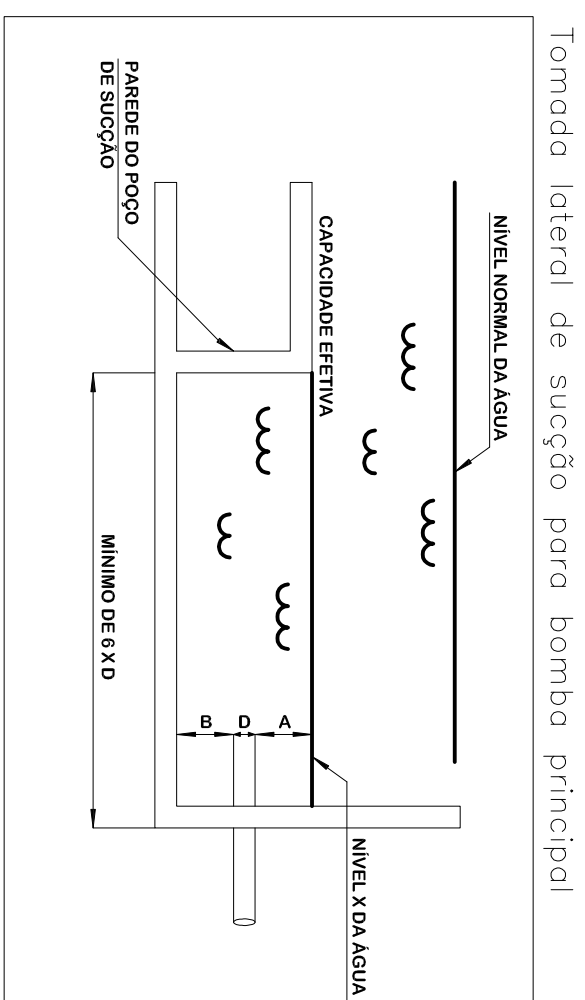 Tomada lateral de sucção para bomba principal
NÍVEL NORMAL DA ÁGUA
CAPACIDADE EFETIVA
PAREDE DO POÇO
DE SUCÇÃO
NÍVEL X DA ÁGUA
A
D
B
MÍNIMO DE 6 X D